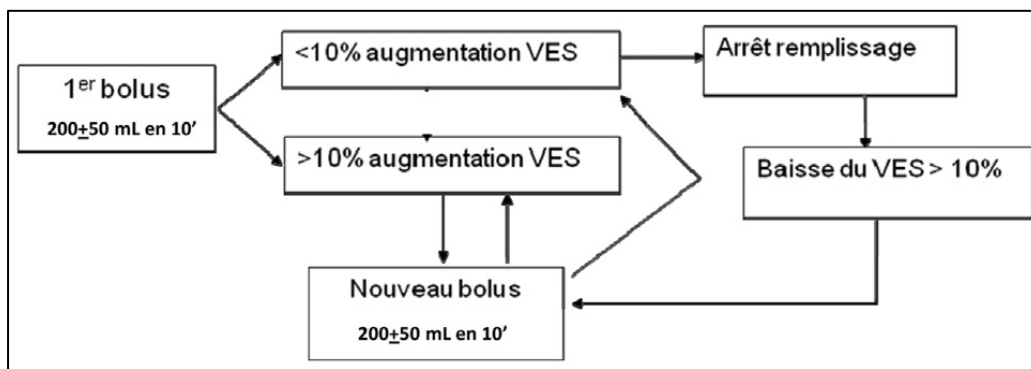 1er bolus
200±50 mL en 10’
<10% augmentation VES
>10% augmentation VES
Nouveau bolus
200±50 mL en 10’
Arrêt remplissage
Baisse du VES > 10%